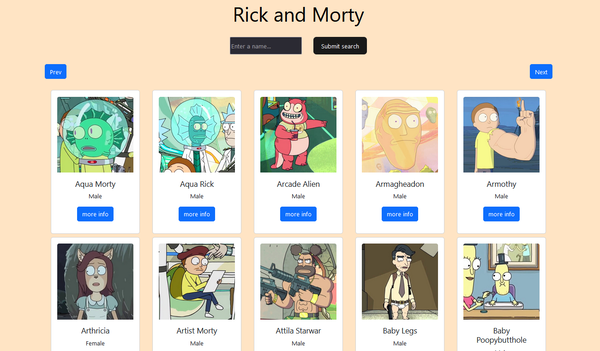 Rick and Morty
Enter a name... Submit search
Prev Next
Aqua Morty Aqua Rick Arcade Alien Armagheadon Armothy
Male Male Male Male Male
more info more info more info more info more info
Arthricia Artist Morty Attila Starwar Baby Legs Baby
Poopybutthole
Female Male Male Male